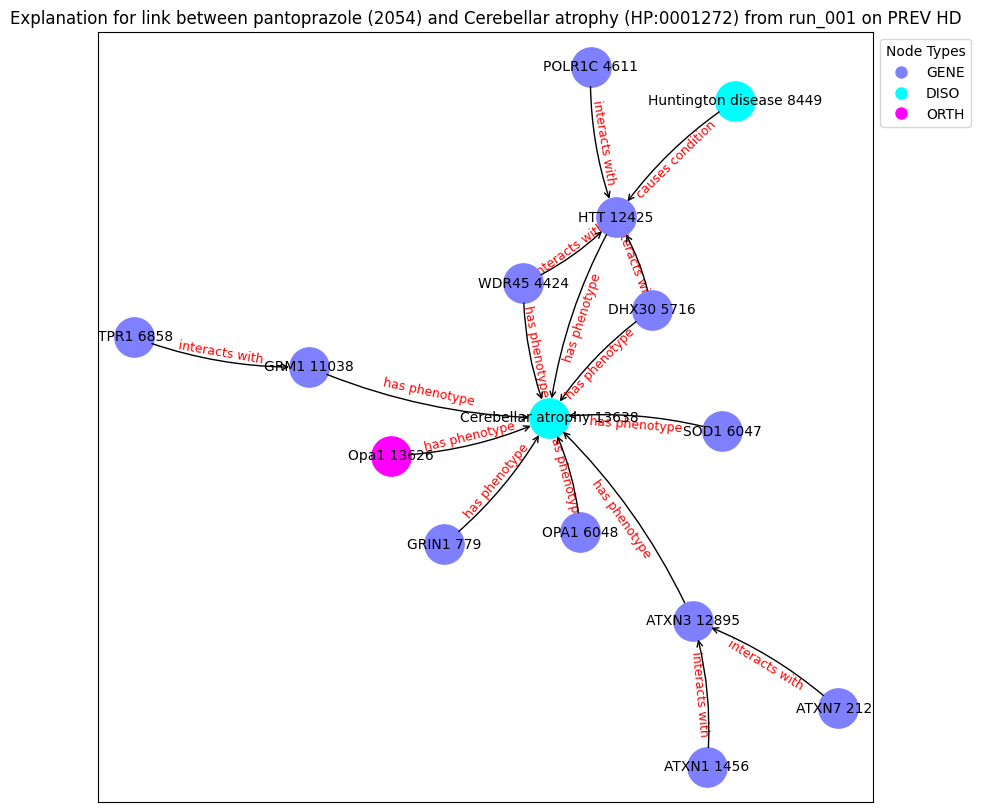 Explanation for link between pantoprazole (2054) and Cerebellar atrophy (HP:0001272) from run_001 on PREV HD
Node Types
GENE
DISO
ORTH
POLR1C 4611
Huntington disease 8449
interacts with
causes condition
HTT 12425
interacts with
interacts wi
WDR45 4424
has phenotype
DHX30 5716
has phenotype
has phenotype
TPR1 6858
interacts with
GRM1 11038
has phenotype
Cerebellar atrophy 13638
has phenotype
SOD1 6047
has phenotype
Opa1 13626
has phenotype
has phenotype
has phenotype
GRIN1 779
OPA1 6048
ATXN3 12895
interacts with
interacts with
ATXN7 212
ATXN1 1456